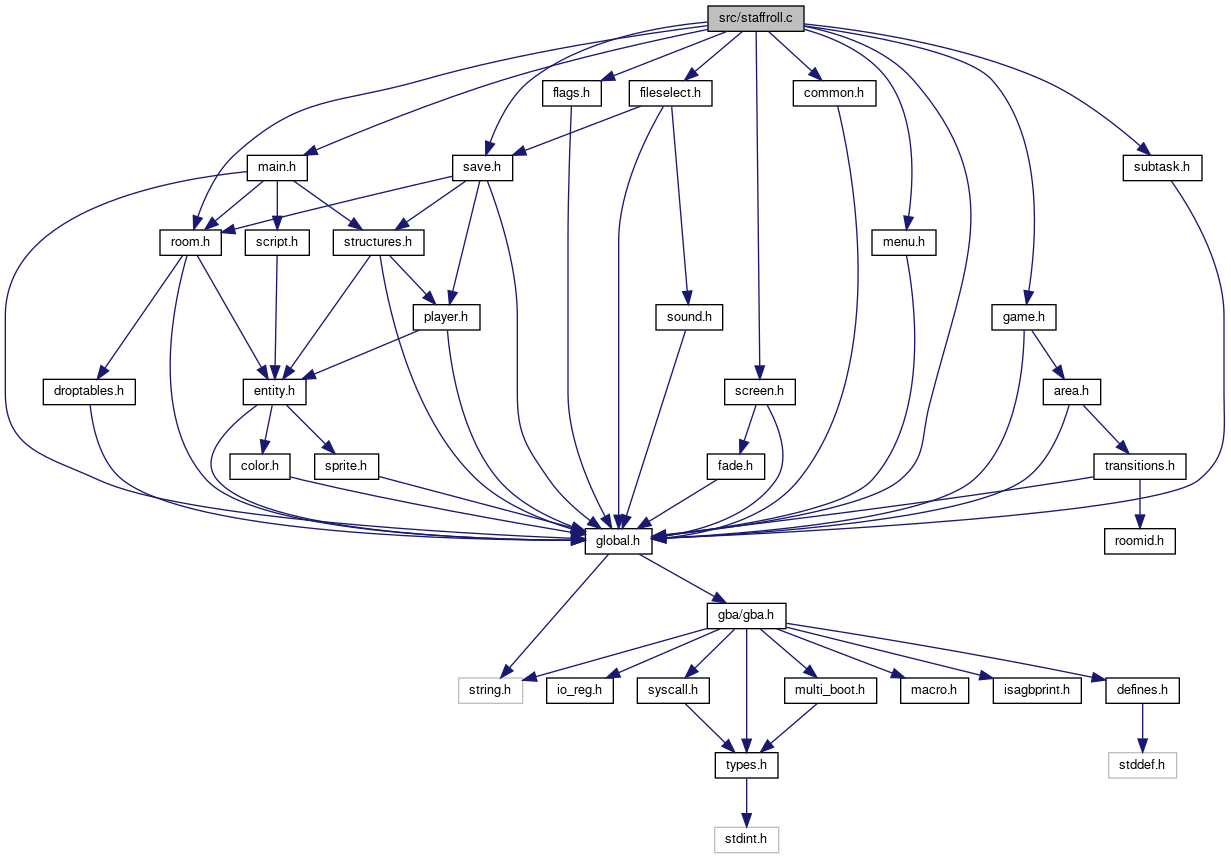 src/staffroll.c
flags.h
fileselect.h
common.h
main.h
save.h
subtask.h
room.h
script.h
structures.h
menu.h
player.h
sound.h
game.h
droptables.h
entity.h
screen.h
area.h
color.h
sprite.h
fade.h
transitions.h
global.h
roomid.h
gba/gba.h
string.h
io_reg.h
syscall.h
multi_boot.h
macro.h
isagbprint.h
defines.h
types.h
stddef.h
stdint.h